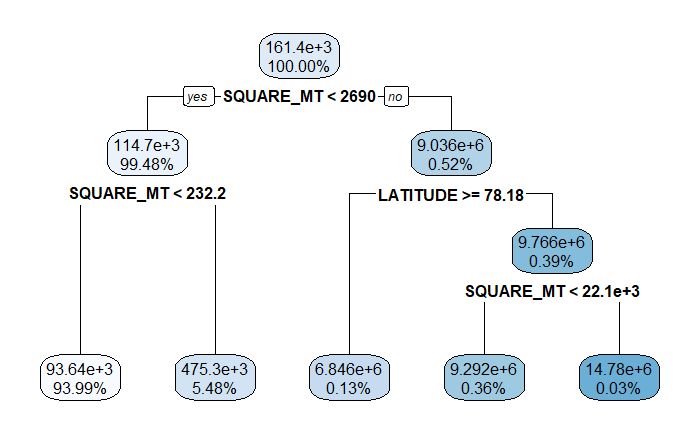 161.4e+3
100.00%
yes SQUARE_MT < 2690 no
114.7e+3
99.48%
9.036e+6
0.52%
SQUARE_MT < 232.2
LATITUDE >= 78.18
9.766e+6
0.39%
SQUARE_MT < 22.1e+3
93.64e+3
93.99%
475.3e+3
5.48%
6.846e+6
0.13%
9.292e+6
0.36%
14.78e+6
0.03%